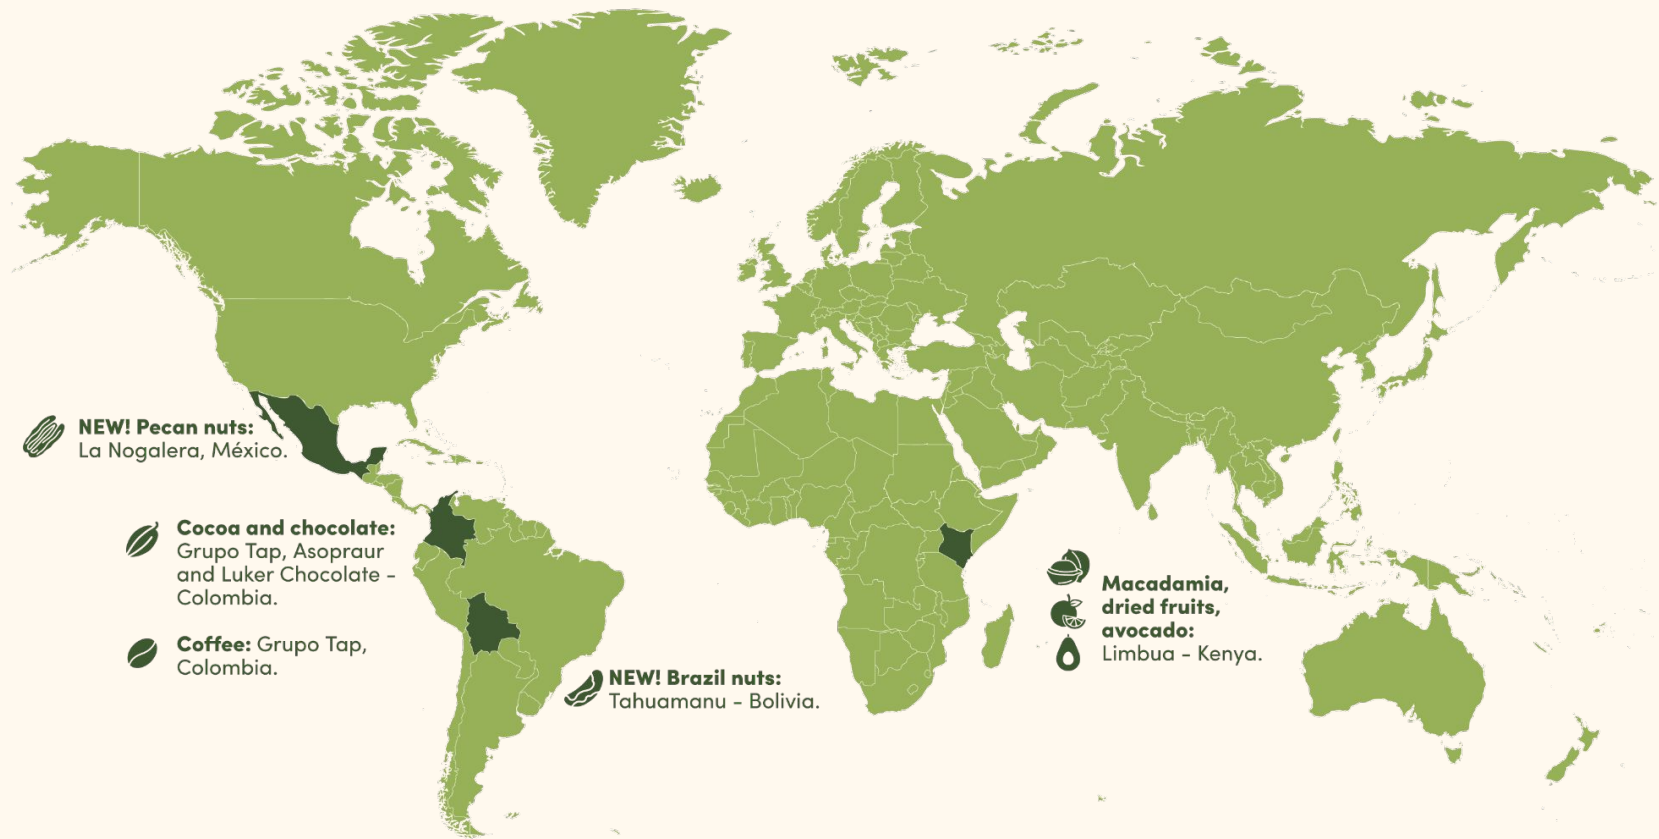 NEW! Pecan nuts:
La Nogalera, México.
Cocoa and chocolate:
Grupo Tap, Asopraur
and Luker Chocolate -
Colombia.
Coffee: Grupo Tap,
Colombia.
NEW! Brazil nuts:
Tahuamanu - Bolivia.
Macadamia,
dried fruits,
avocado:
Limbua - Kenya.